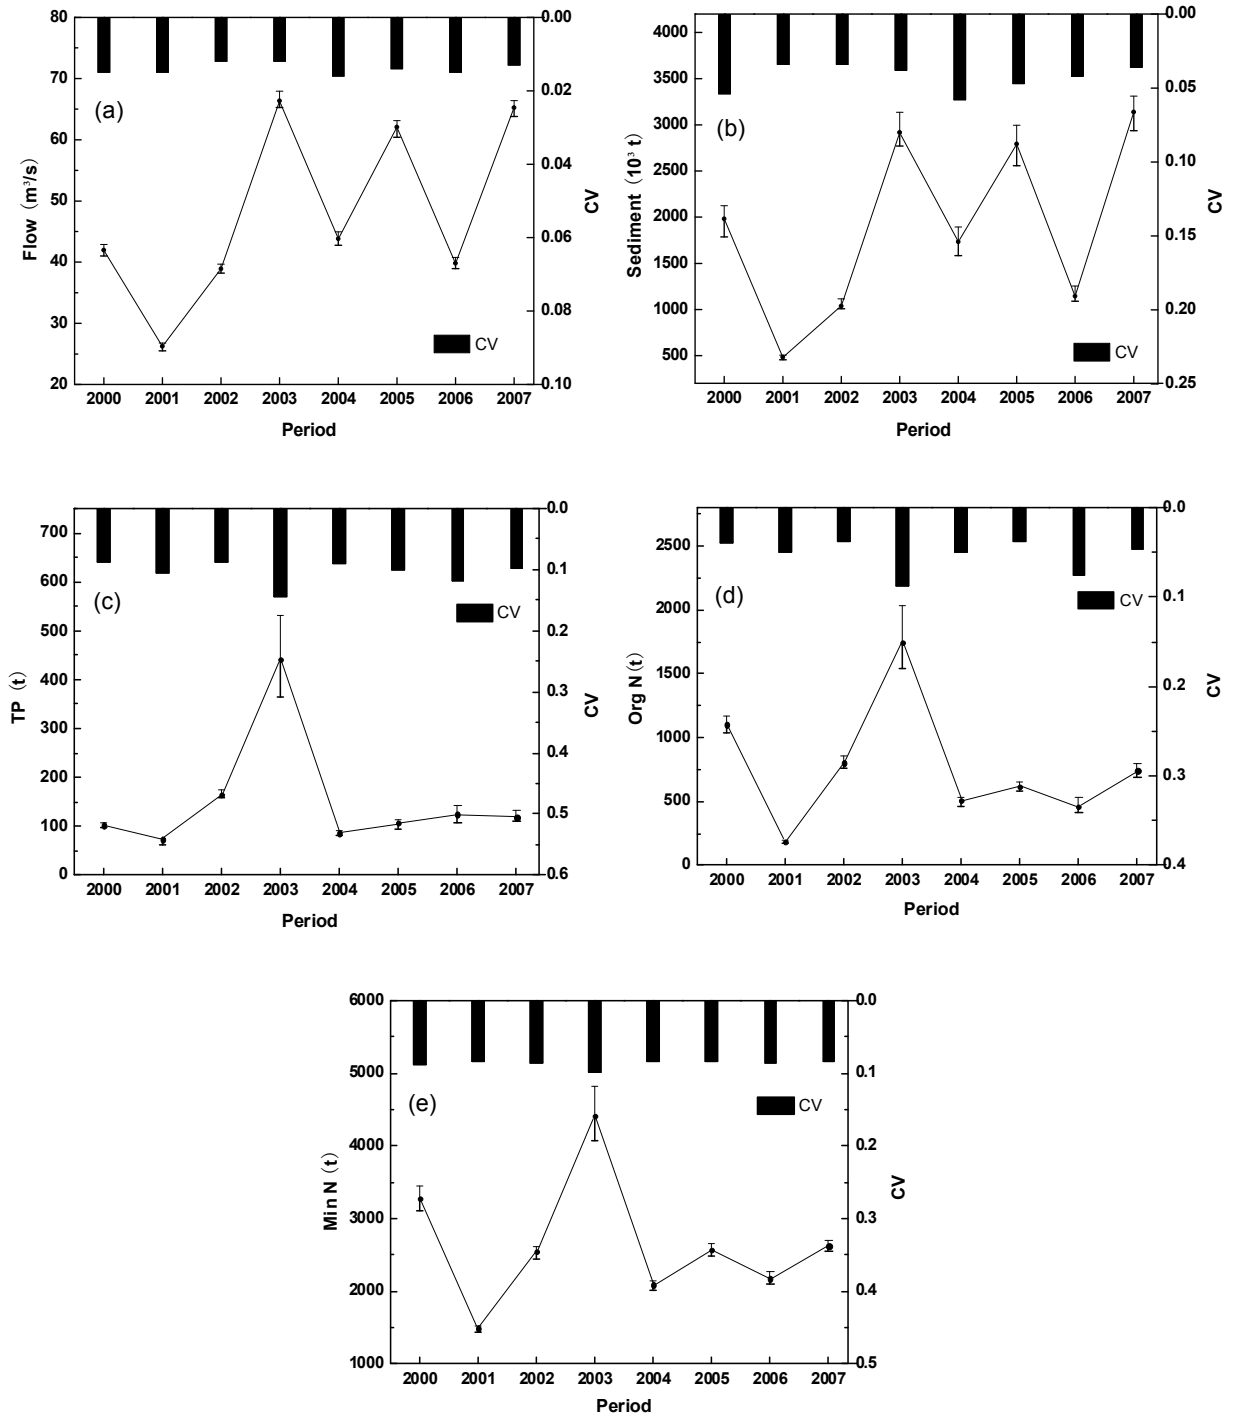 80
70
60
50
40
30
20
Flow (m³/s)
(a)
0.00
0.02
0.04
0.06
0.08
0.10
CV
CV
2000 2001 2002 2003 2004 2005 2006 2007
Period
4000
3500
3000
2500
2000
1500
1000
500
Sediment (10³ t)
(b)
0.00
0.05
0.10
0.15
0.20
0.25
CV
CV
2000 2001 2002 2003 2004 2005 2006 2007
Period
700
600
500
400
300
200
100
0
TP (t)
(c)
0.0
0.1
0.2
0.3
0.4
0.5
0.6
CV
CV
2000 2001 2002 2003 2004 2005 2006 2007
Period
2500
2000
1500
1000
500
0
Org N (t)
(d)
0.0
0.1
0.2
0.3
0.4
CV
CV
2000 2001 2002 2003 2004 2005 2006 2007
Period
6000
5000
4000
3000
2000
1000
Min N (t)
(e)
0.0
0.1
0.2
0.3
0.4
0.5
CV
CV
2000 2001 2002 2003 2004 2005 2006 2007
Period